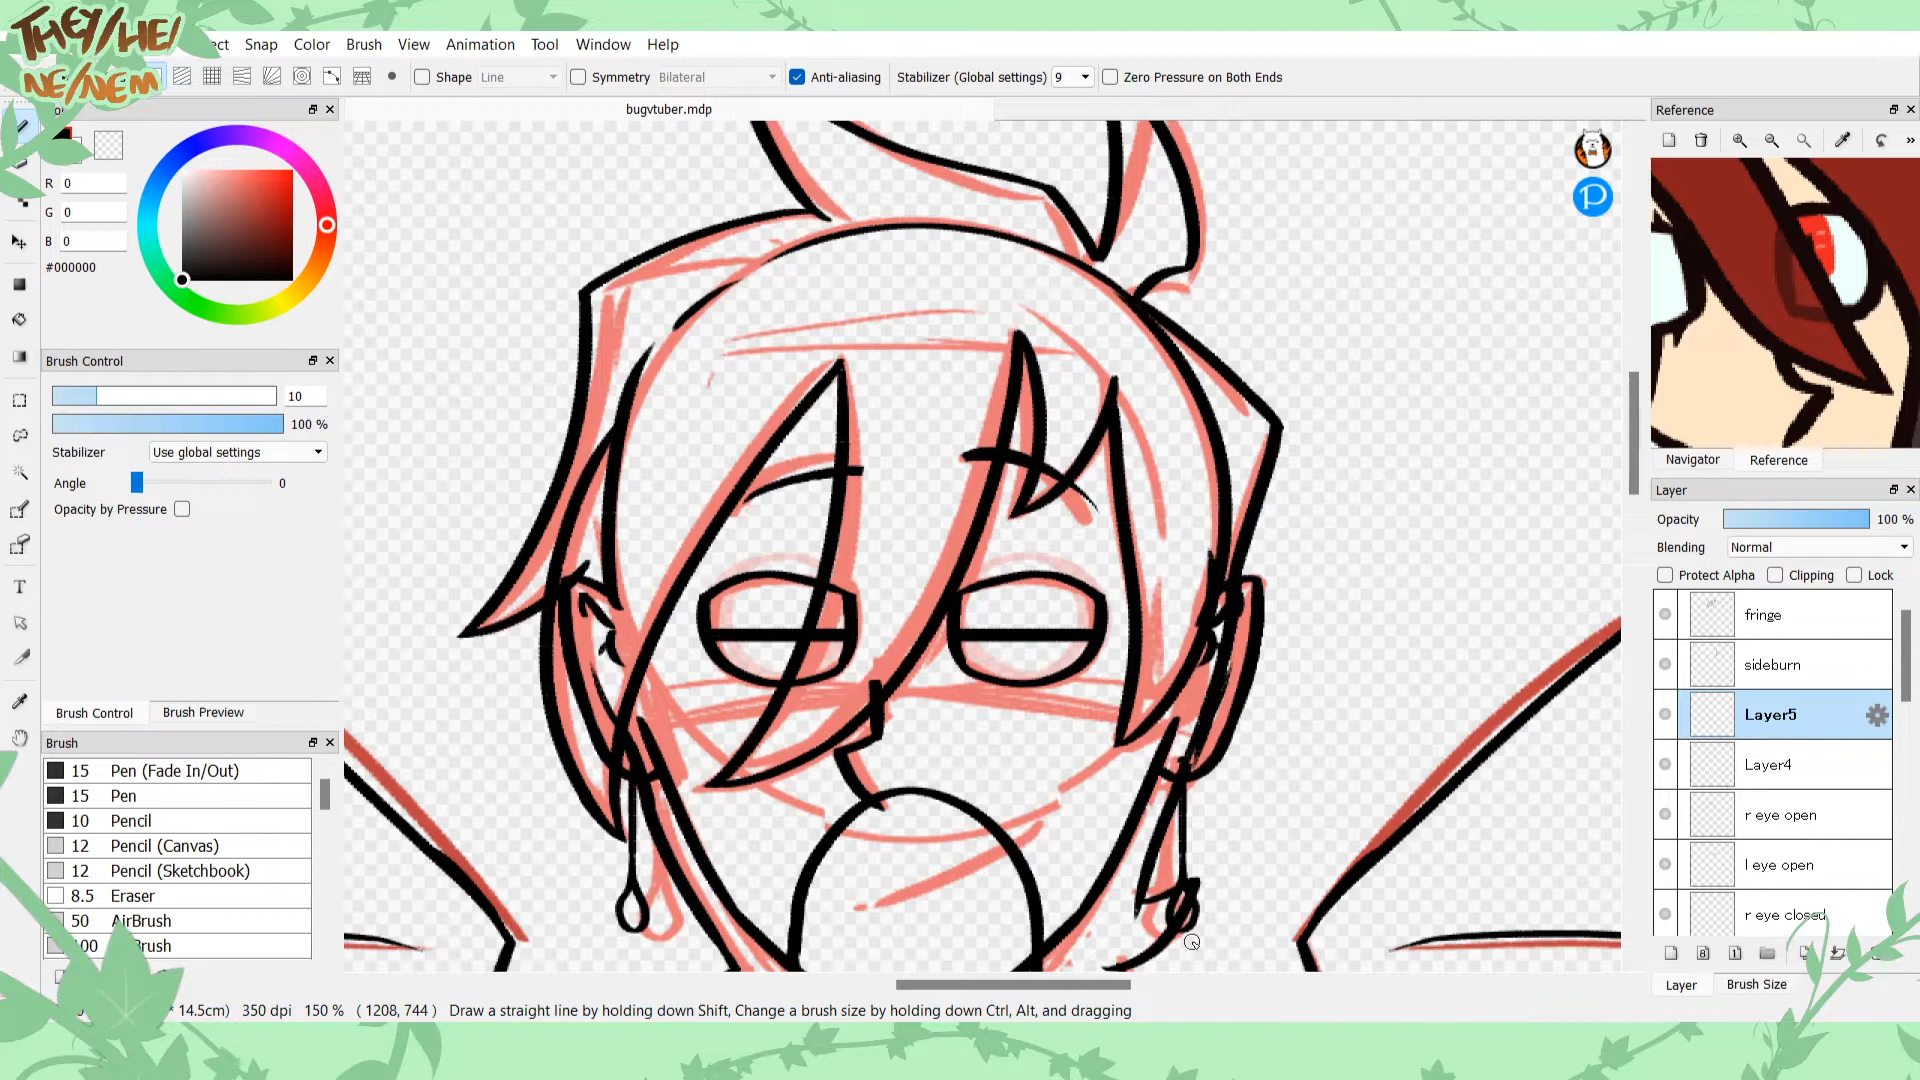 THEY/HE/
NE/NEM
ect Snap Color Brush View Animation Tool Window Help
Shape Line Symmetry Bilateral Anti-aliasing Stabilizer (Global settings) 9 Zero Pressure on Both Ends
bugvtuber.mdp
Reference
R 0
G 0
B 0
#000000
Brush Control
10
100 %
Stabilizer Use global settings
Angle 0
Opacity by Pressure
Brush Control Brush Preview
Brush
15 Pen (Fade In/Out)
15 Pen
10 Pencil
12 Pencil (Canvas)
12 Pencil (Sketchbook)
8.5 Eraser
50 AirBrush
100 Brush
Navigator Reference
Layer
Opacity 100 %
Blending Normal
Protect Alpha Clipping Lock
fringe
sideburn
Layer5
Layer4
r eye open
l eye open
r eye closed
Layer Brush Size
* 14.5cm) 350 dpi 150 % ( 1208, 744 ) Draw a straight line by holding down Shift, Change a brush size by holding down Ctrl, Alt, and dragging